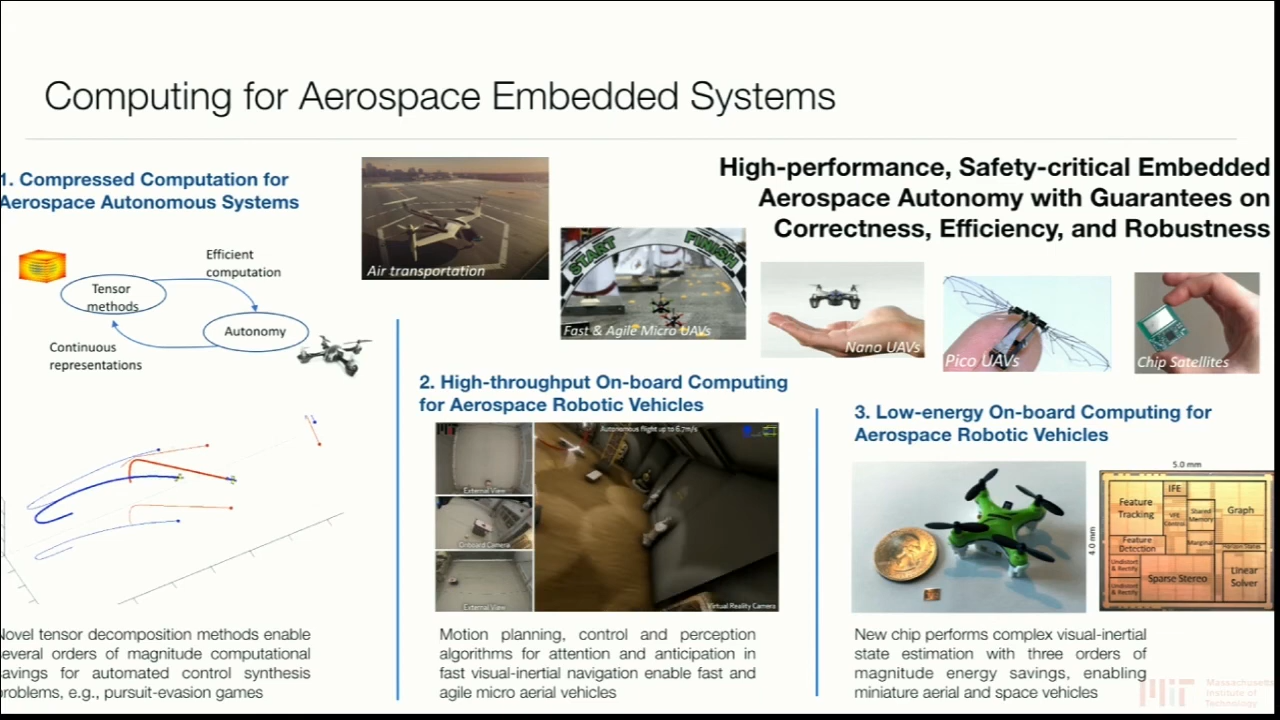 Computing for Aerospace Embedded Systems
1. Compressed Computation for
Aerospace Autonomous Systems
Efficient
computation
Tensor
methods
Autonomy
Continuous
representations
Novel tensor decomposition methods enable
several orders of magnitude computational
savings for automated control synthesis
problems, e.g., pursuit-evasion games
Air transportation
START
FINISH
Fast & Agile Micro UAVs
High-performance, Safety-critical Embedded
Aerospace Autonomy with Guarantees on
Correctness, Efficiency, and Robustness
Nano UAVs
Pico UAVs
Chip Satellites
2. High-throughput On-board Computing
for Aerospace Robotic Vehicles
Autonomous flight up to 6.7m/s
External View
Onboard Camera
External View
Virtual Reality Camera
Motion planning, control and perception
algorithms for attention and anticipation in
fast visual-inertial navigation enable fast and
agile micro aerial vehicles
3. Low-energy On-board Computing for
Aerospace Robotic Vehicles
5.0 mm
4.0 mm
Feature
Tracking
IFE
VFE
Control
Shared
Memory
Graph
Feature
Detection
Marginal
Horizon States
Undistort
& Rectify
Undistort
& Rectify
Sparse Stereo
Linear
Solver
New chip performs complex visual-inertial
state estimation with three orders of
magnitude energy savings, enabling
miniature aerial and space vehicles
MIT
Massachusetts
Institute of
Technology